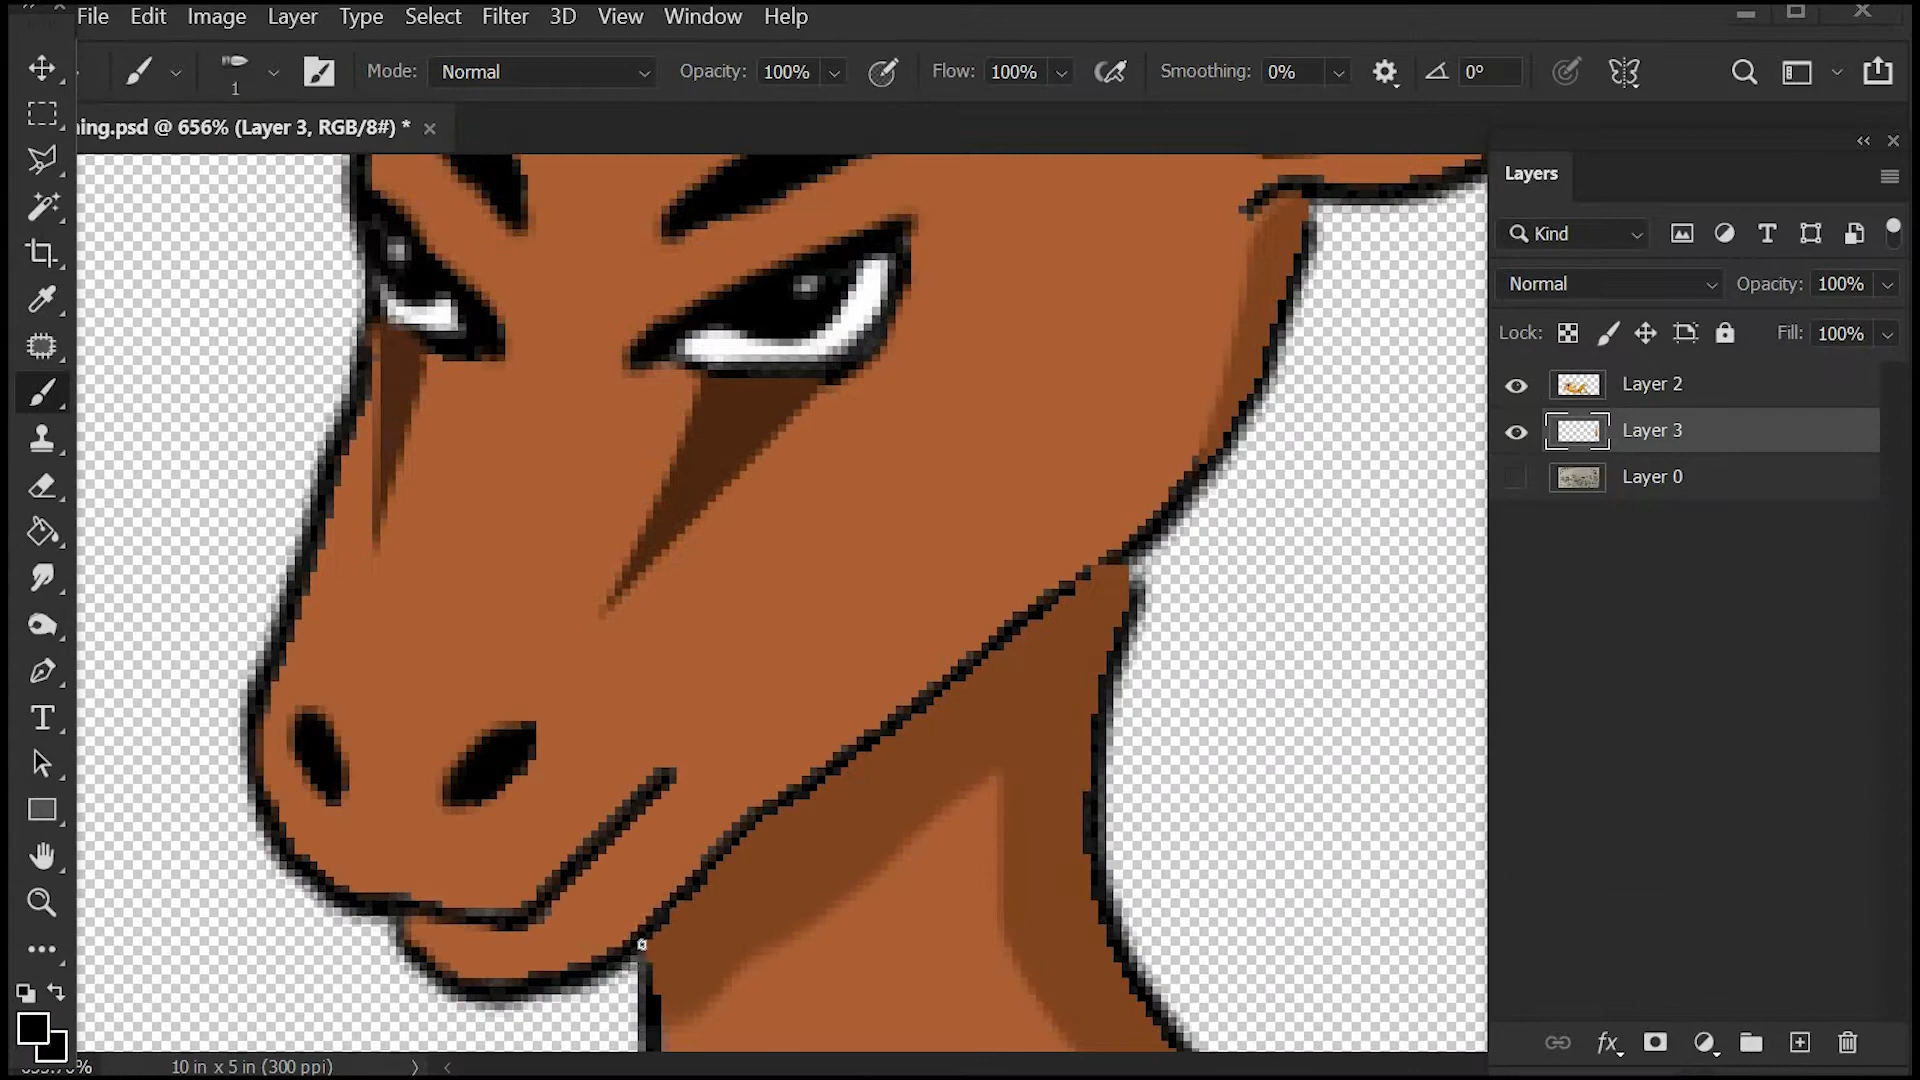 File Edit Image Layer Type Select Filter 3D View Window Help
1 Mode: Normal Opacity: 100% Flow: 100% Smoothing: 0% 0°
ing.psd @ 656% (Layer 3, RGB/8#) *
Layers
Kind
Normal Opacity: 100%
Lock: Fill: 100%
Layer 2
Layer 3
Layer 0
fx
10 in x 5 in (300 ppi)